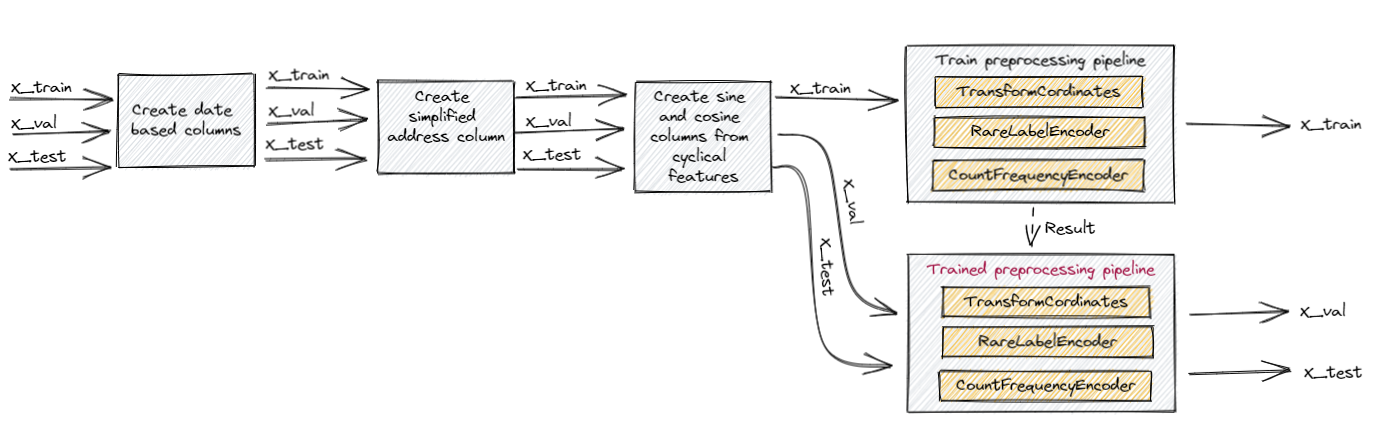 x_train
x_val
x_test
Create date
based columns
x_train
x_val
x_test
Create
simplified
address column
x_train
x_val
x_test
Create sine
and cosine
columns from
cyclical
features
x_train
x_val
x_test
Train preprocessing pipeline
TransformCordinates
RareLabelEncoder
CountFrequencyEncoder
x_train
Result
Trained preprocessing pipeline
TransformCordinates
RareLabelEncoder
CountFrequencyEncoder
x_val
x_test